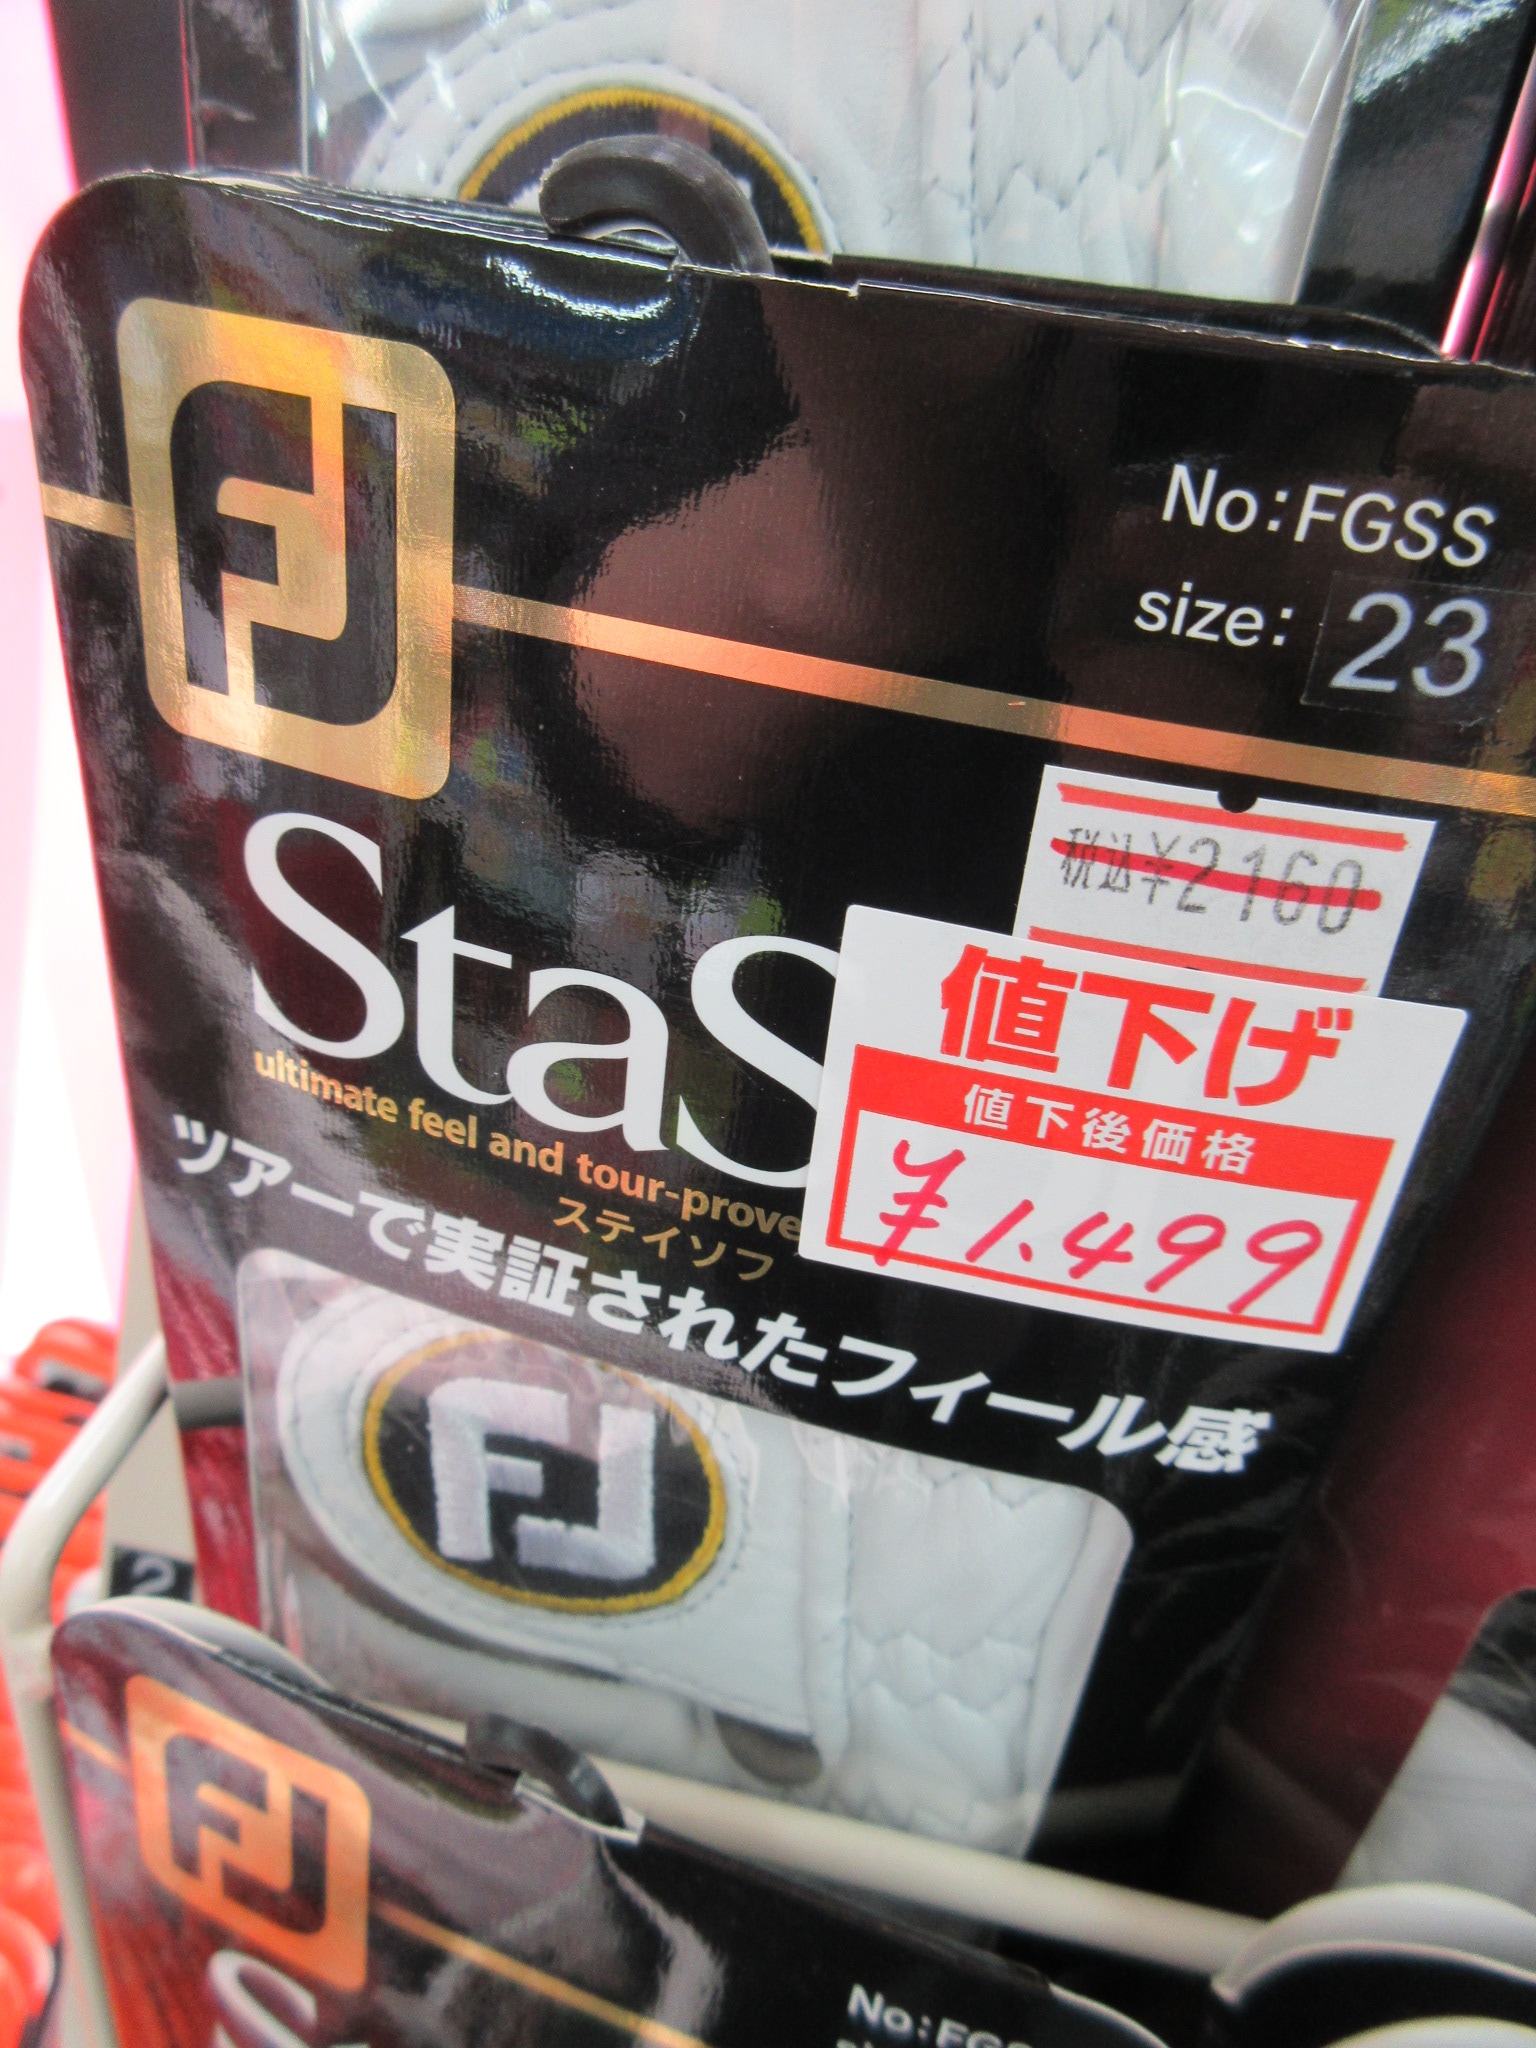 FJ
No:FGSS
size: 23
税込¥2160
値下げ
値下後価格
¥1.499
StaS
ultimate feel and tour-prove
ステイソフ
ツアーで実証されたフィール感
FJ
2
FJ
No:FGS